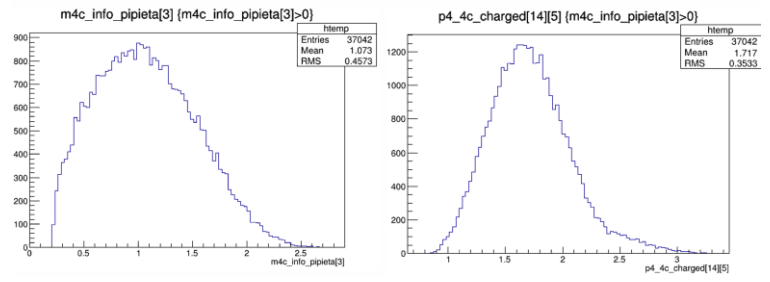 m4c_info_pipieta[3] {m4c_info_pipieta[3]>0}
htemp
Entries 37042
Mean 1.073
RMS 0.4573
900
800
700
600
500
400
300
200
100
0
0 0.5 1 1.5 2 2.5
m4c_info_pipieta[3]
p4_4c_charged[14][5] {m4c_info_pipieta[3]>0}
htemp
Entries 37042
Mean 1.717
RMS 0.3533
1200
1000
800
600
400
200
0
1 1.5 2 2.5 3
p4_4c_charged[14][5]